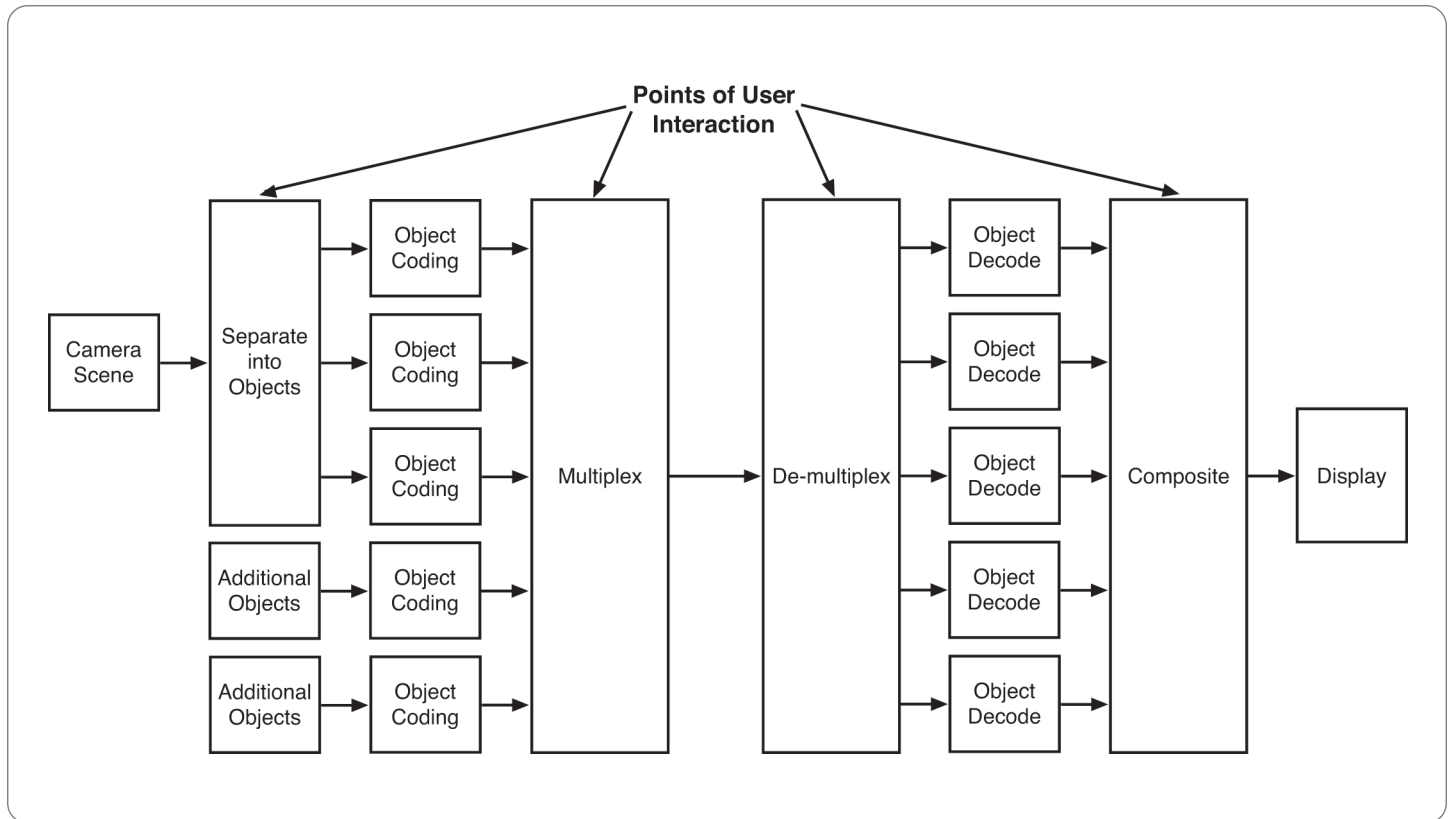 Points of User
Interaction
Camera
Scene
Separate
into
Objects
Additional
Objects
Additional
Objects
Object
Coding
Object
Coding
Object
Coding
Object
Coding
Object
Coding
Multiplex
De-multiplex
Object
Decode
Object
Decode
Object
Decode
Object
Decode
Object
Decode
Composite
Display